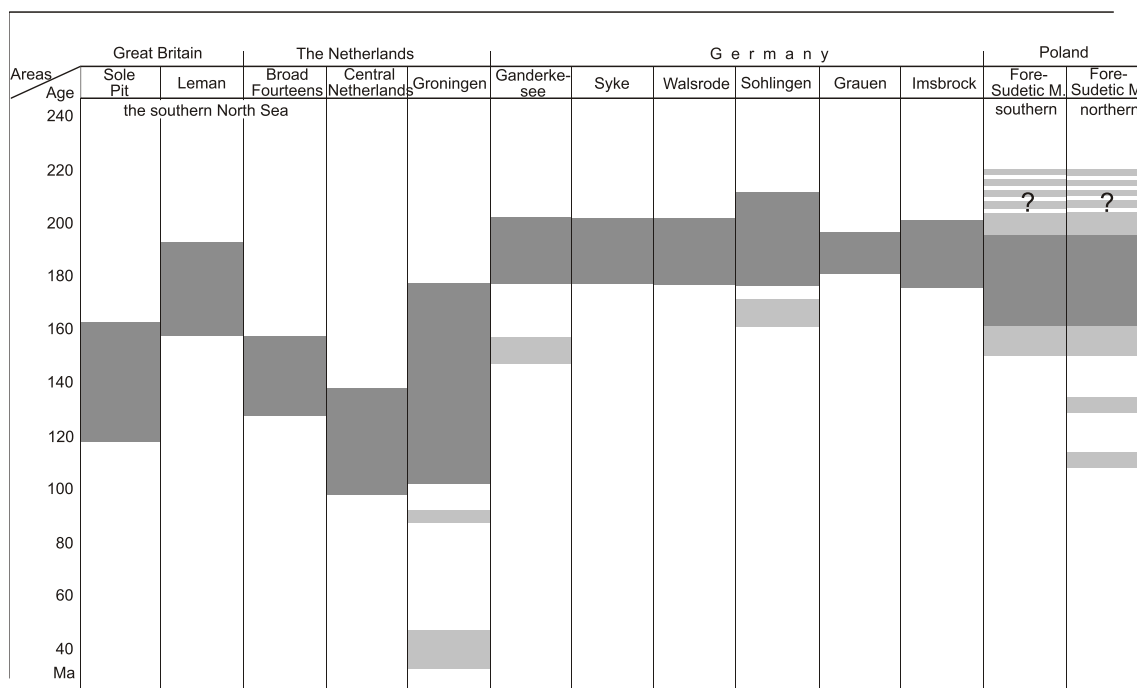 Great Britain The Netherlands G e r m a n y Poland
Areas
Age
Sole Pit
Leman
Broad Fourteens
Central Netherlands
Groningen
Ganderke-
see
Syke
Walsrode
Sohlingen
Grauen
Imsbrock
Fore-
Sudetic M.
southern
Fore-
Sudetic M
northern
the southern North Sea
240
220
? ?
200
180
160
140
120
100
80
60
40
Ma